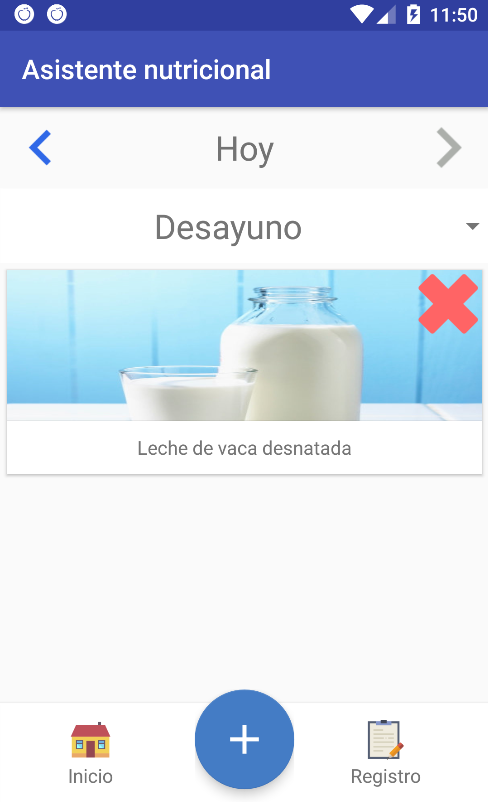 11:50
Asistente nutricional
Hoy
Desayuno
Leche de vaca desnatada
Inicio
Registro